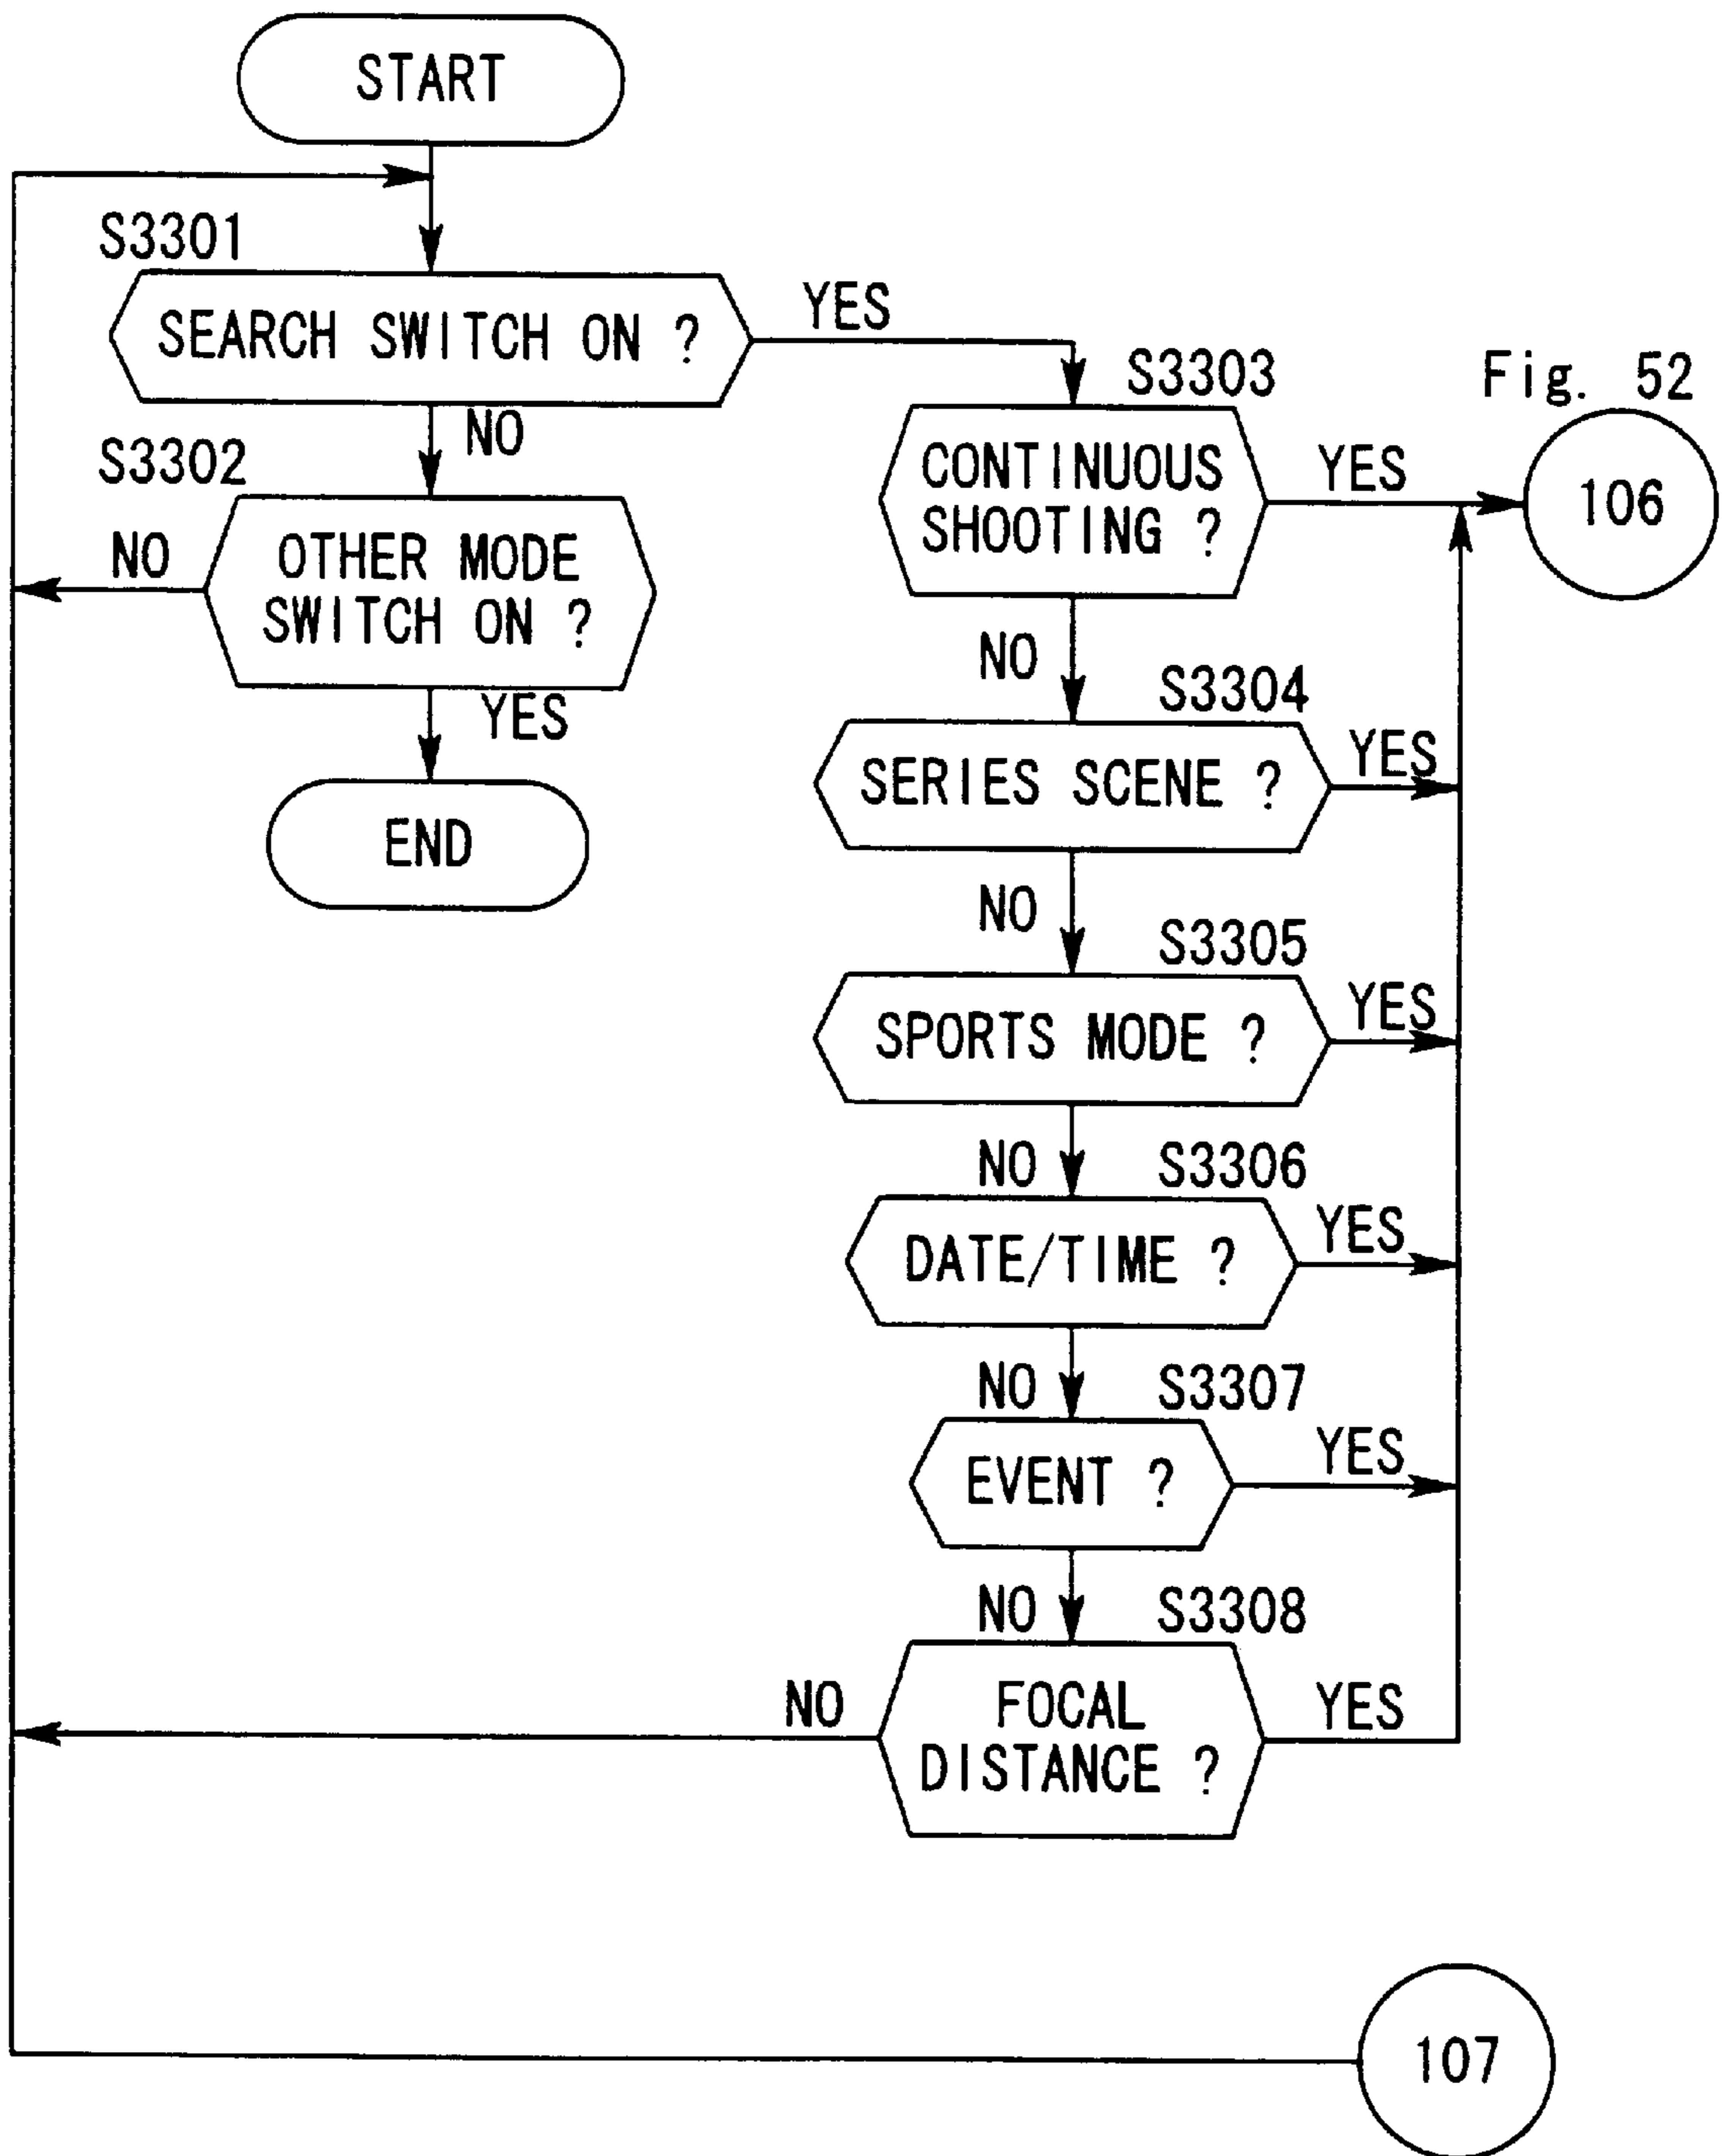 START
S3301
SEARCH SWITCH ON ?
YES
NO
S3302
OTHER MODE
SWITCH ON ?
NO
YES
END
S3303
CONTINUOUS
SHOOTING ?
YES
Fig. 52
106
NO
S3304
SERIES SCENE ?
YES
NO
S3305
SPORTS MODE ?
YES
NO
S3306
DATE/TIME ?
YES
NO
S3307
EVENT ?
YES
NO
S3308
FOCAL
DISTANCE ?
NO
YES
107